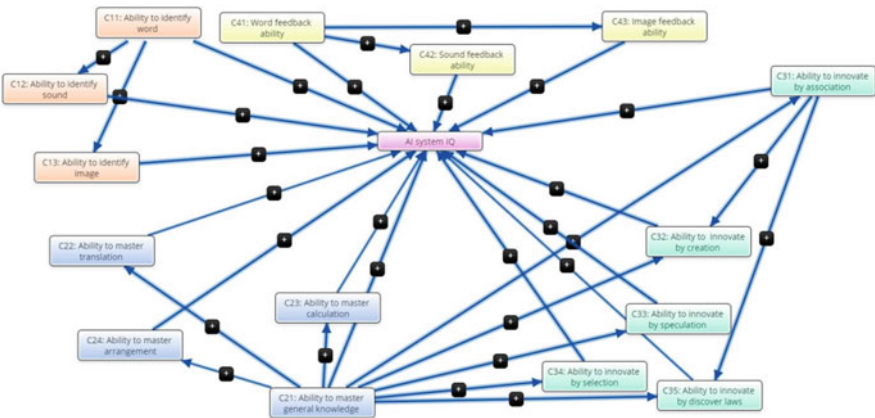 C11: Ability to identify
word
C41: Word feedback
ability
C43: Image feedback
ability
C42: Sound feedback
ability
C12: Ability to identify
sound
C31: Ability to innovate
by association
AI system IQ
C13: Ability to identify
image
C22: Ability to master
translation
C32: Ability to innovate
by creation
C23: Ability to master
calculation
C33: Ability to innovate
by speculation
C24: Ability to master
arrangement
C34: Ability to innovate
by selection
C21: Ability to master
general knowledge
C35: Ability to innovate
by discover laws